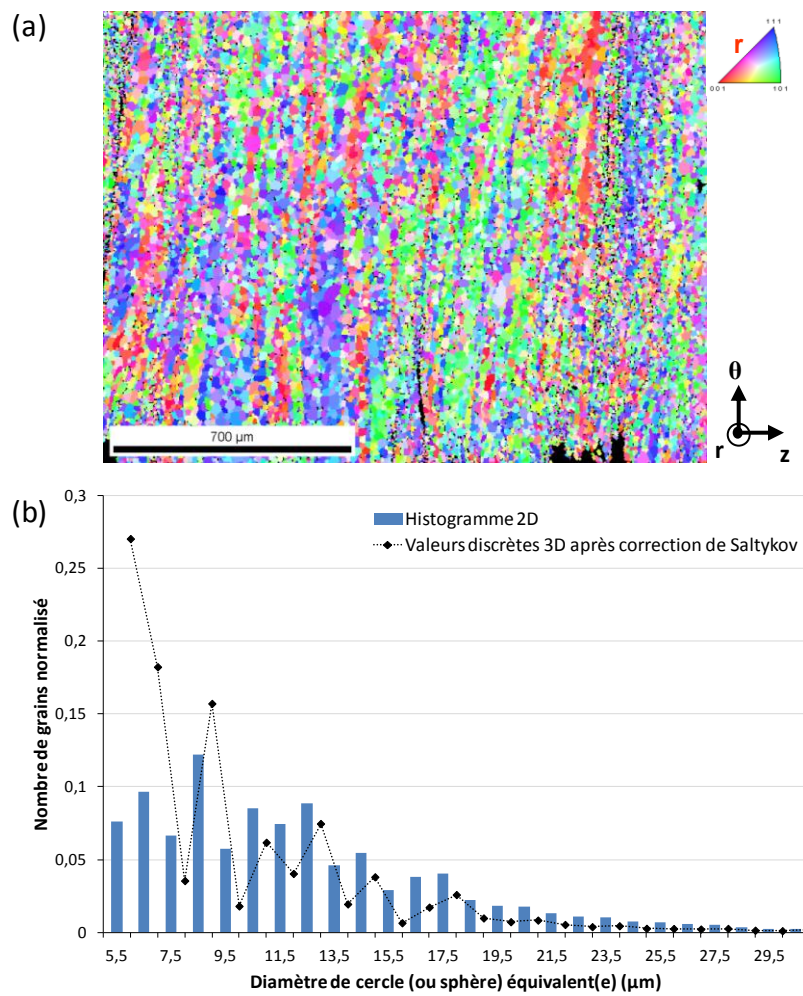 (a)
111
r
001
101
700 µm
θ
r
z
(b)
0,3
0,25
0,2
0,15
0,1
0,05
0
Nombre de grains normalisé
Histogramme 2D
Valeurs discrètes 3D après correction de Saltykov
5,5 7,5 9,5 11,5 13,5 15,5 17,5 19,5 21,5 23,5 25,5 27,5 29,5
Diamètre de cercle (ou sphère) équivalent(e) (µm)